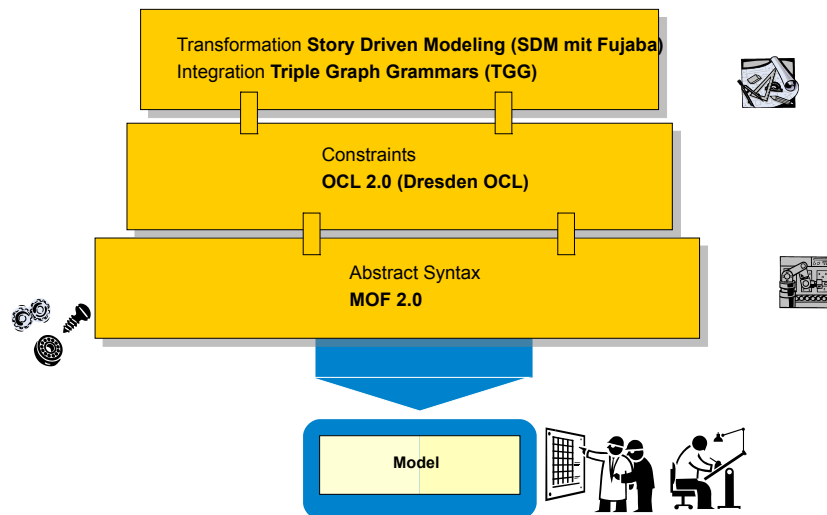 Transformation Story Driven Modeling (SDM mit Fujaba)
Integration Triple Graph Grammars (TGG)
Constraints
OCL 2.0 (Dresden OCL)
Abstract Syntax
MOF 2.0
Model